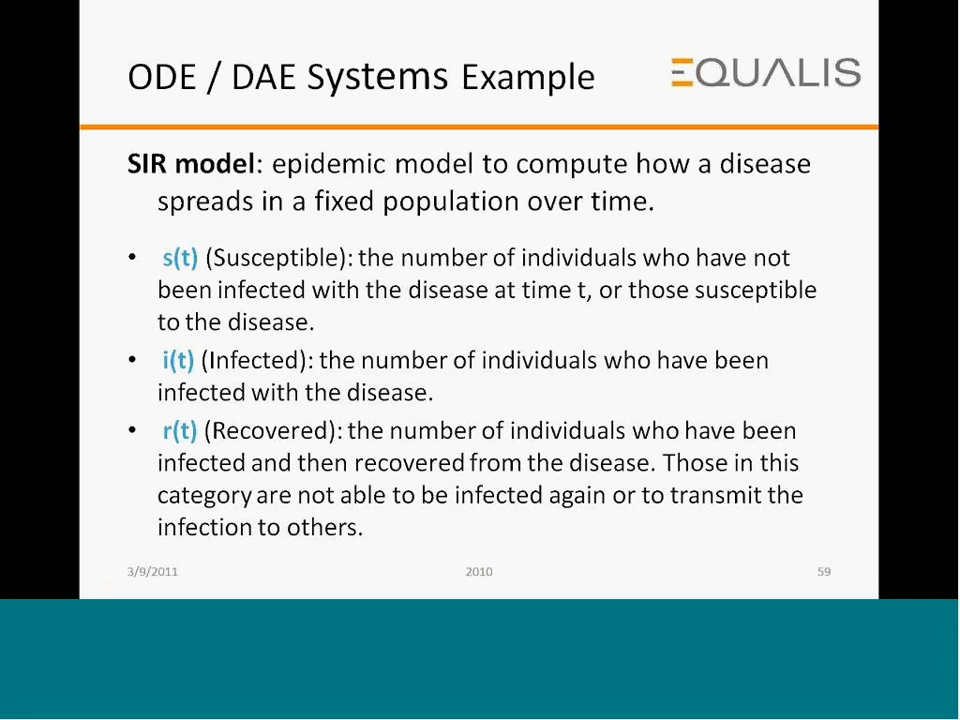 ODE / DAE Systems Example
EQUALIS
SIR model: epidemic model to compute how a disease
spreads in a fixed population over time.
• s(t) (Susceptible): the number of individuals who have not
been infected with the disease at time t, or those susceptible
to the disease.
• i(t) (Infected): the number of individuals who have been
infected with the disease.
• r(t) (Recovered): the number of individuals who have been
infected and then recovered from the disease. Those in this
category are not able to be infected again or to transmit the
infection to others.
3/9/2011 2010 59